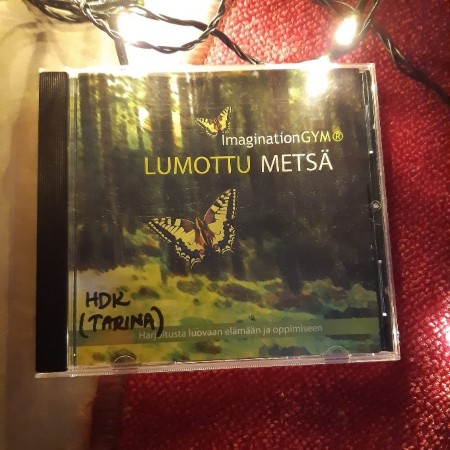 ImaginationGYM®
LUMOTTU METSÄ
HDK
(TARINA)
Harjoitusta luovaan elämään ja oppimiseen